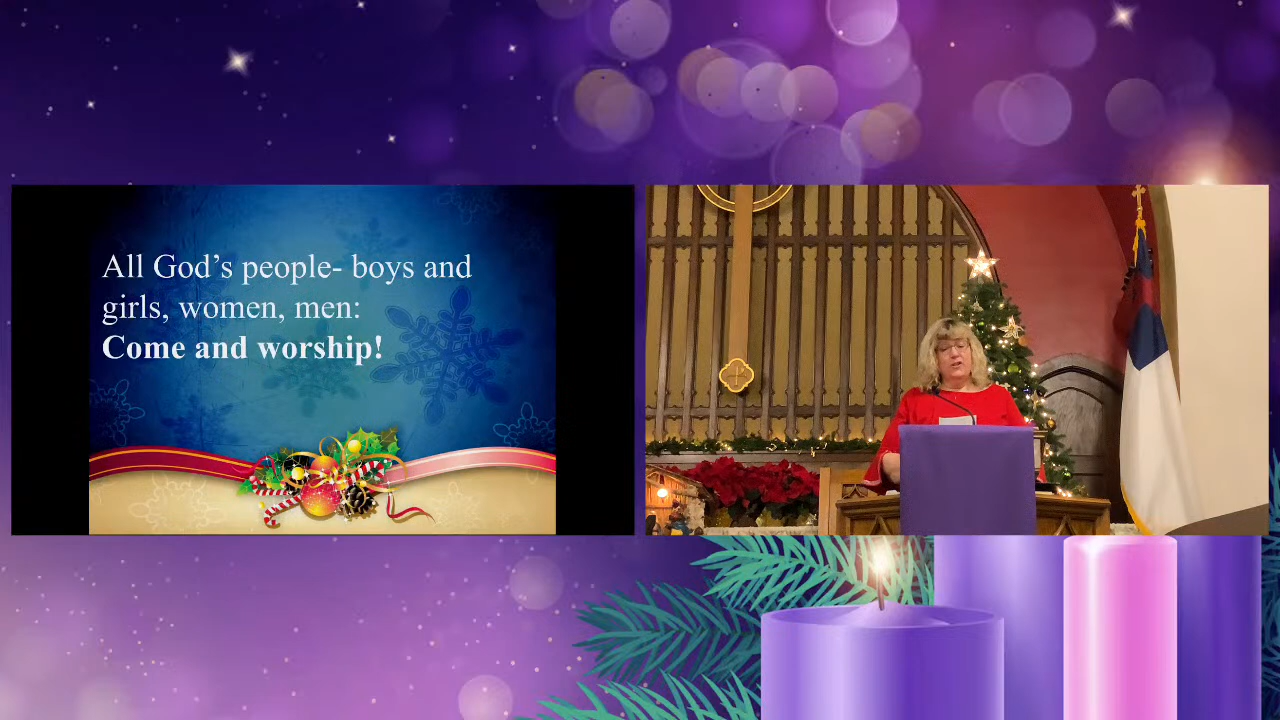 All God’s people- boys and
girls, women, men:
Come and worship!